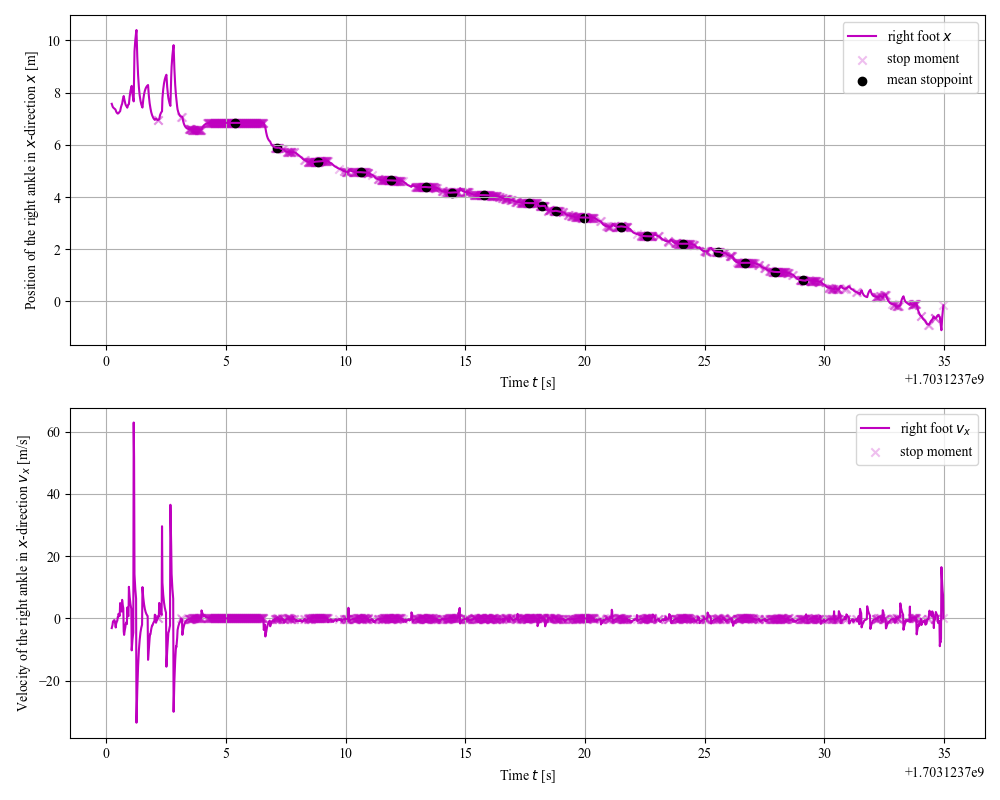 Position of the right ankle in x-direction x [m]
10
8
6
4
2
0
right foot x
stop moment
mean stoppoint
0 5 10 15 20 25 30 35
Time t [s]
+1.7031237e9
Velocity of the right ankle in x-direction vₓ [m/s]
60
40
20
0
−20
right foot vₓ
stop moment
0 5 10 15 20 25 30 35
Time t [s]
+1.7031237e9